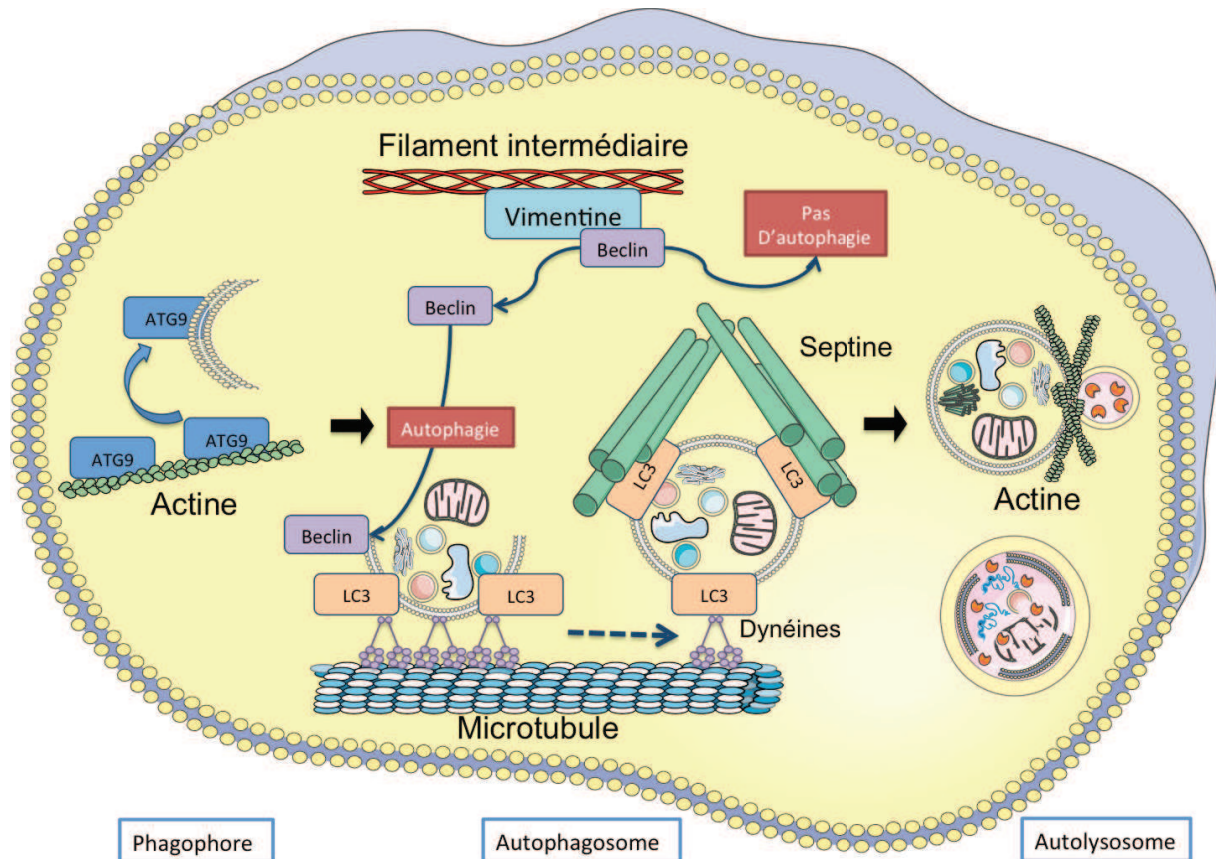 Filament intermédiaire
Vimentine
Beclin
Pas
D'autophagie
Beclin
ATG9
ATG9
ATG9
Actine
Autophagie
Septine
Beclin
LC3
LC3
LC3
LC3
LC3
Actine
Dynéines
Microtubule
Phagophore
Autophagosome
Autolysosome